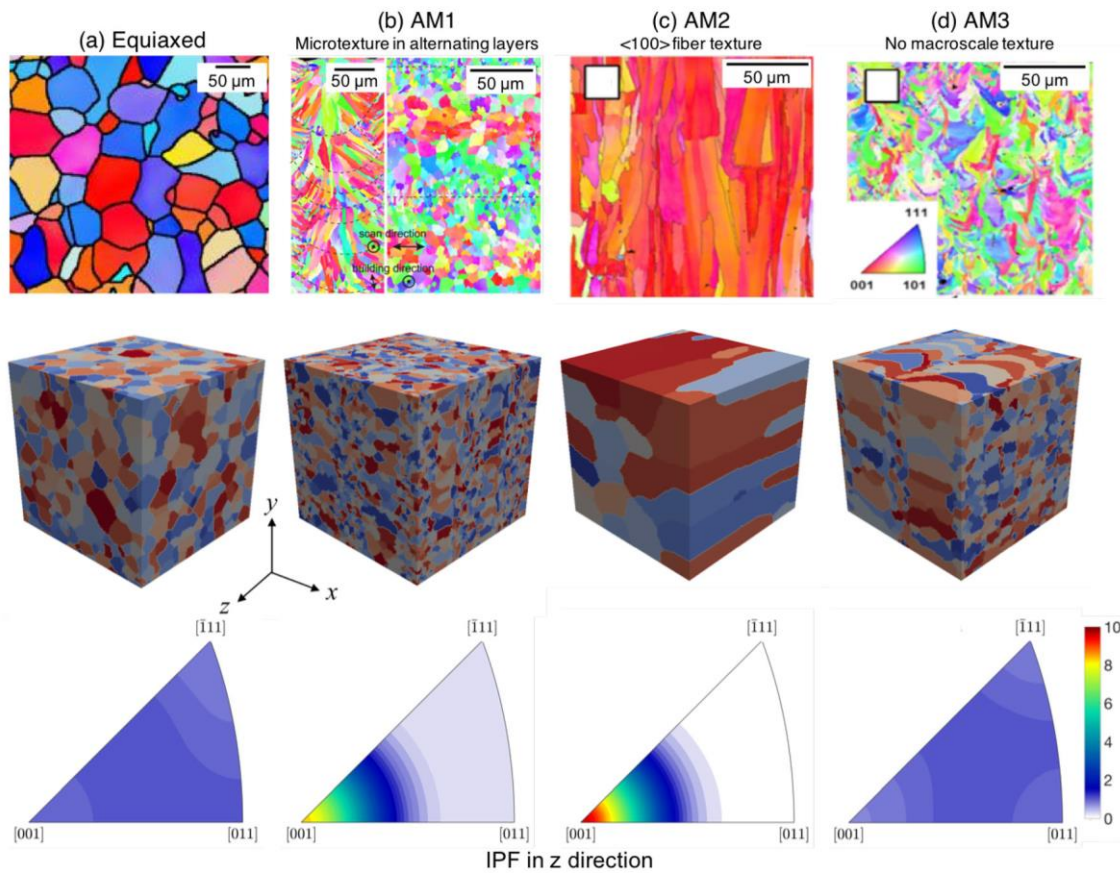 (a) Equiaxed
(b) AM1
Microtexture in alternating layers
(c) AM2
<100> fiber texture
(d) AM3
No macroscale texture
50 µm
50 µm
50 µm
50 µm
50 µm
scan direction
building direction
111
001
101
y
x
z
[1̄11]
[001]
[011]
[1̄11]
[001]
[011]
[1̄11]
[001]
[011]
[1̄11]
[001]
[011]
10
8
6
4
2
0
IPF in z direction